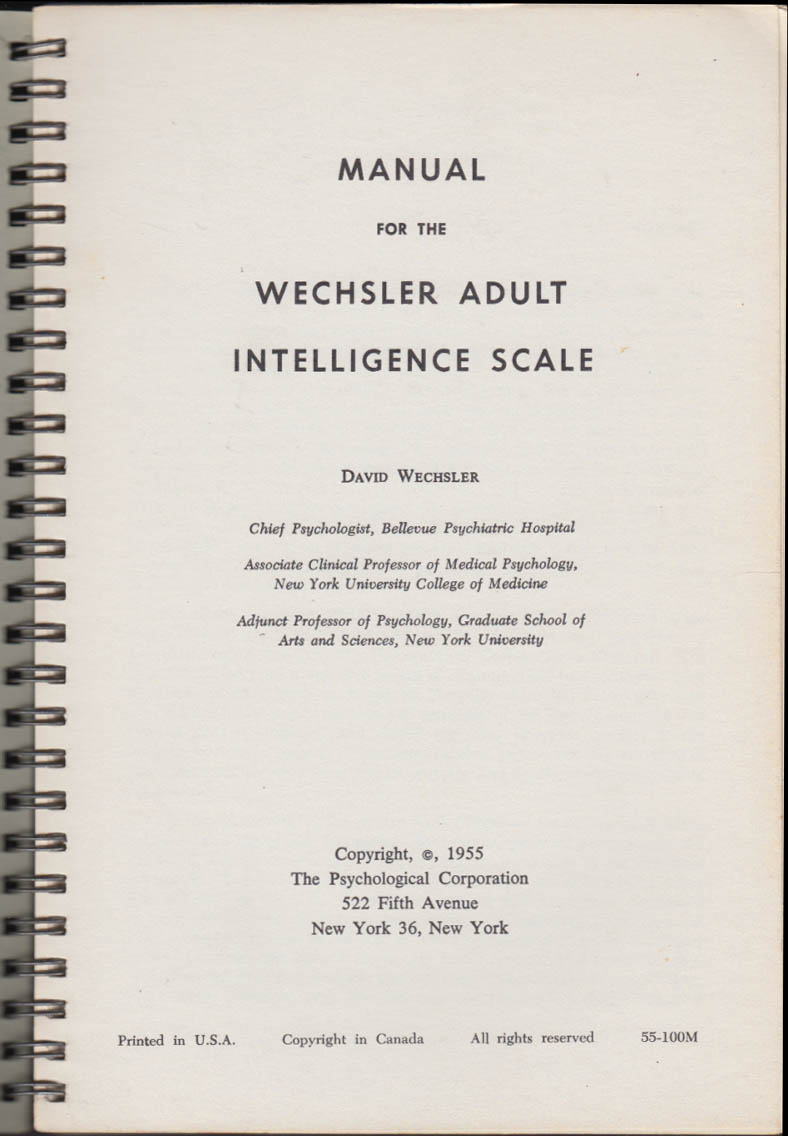 MANUAL
FOR THE
WECHSLER ADULT
INTELLIGENCE SCALE
DAVID WECHSLER
Chief Psychologist, Bellevue Psychiatric Hospital
Associate Clinical Professor of Medical Psychology,
New York University College of Medicine
Adjunct Professor of Psychology, Graduate School of
Arts and Sciences, New York University
Copyright, ©, 1955
The Psychological Corporation
522 Fifth Avenue
New York 36, New York
Printed in U.S.A. Copyright in Canada All rights reserved 55-100M